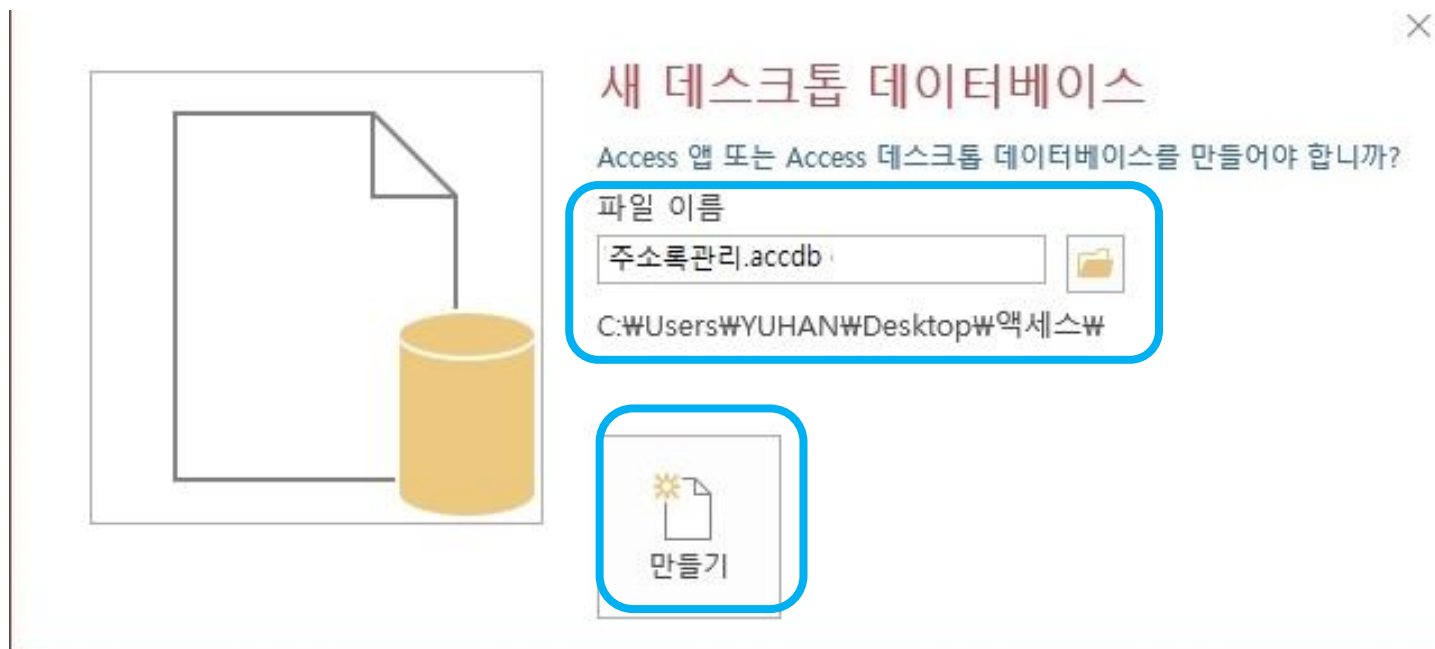 새 데스크톱 데이터베이스
Access 앱 또는 Access 데스크톱 데이터베이스를 만들어야 합니까?
파일 이름
주소록관리.accdb
C:₩Users₩YUHAN₩Desktop₩액세스₩
만들기